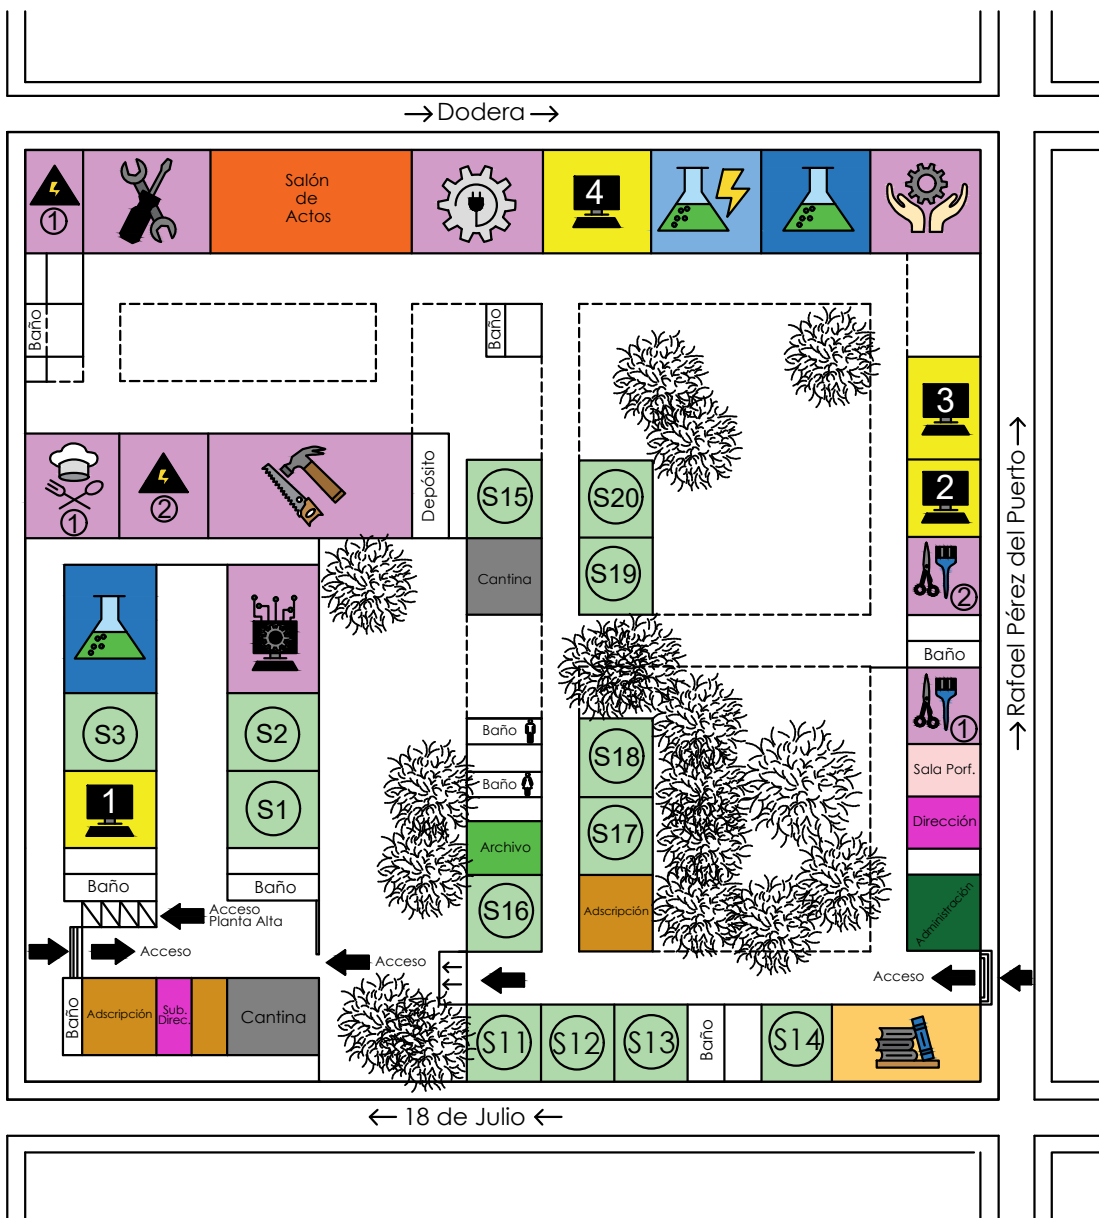 →Dodera→
1
Salón
de
Actos
4
Baño
Baño
3
2
→Rafael Pérez del Puerto→
1
2
Depósito
S15
S20
Cantina
S19
2
Baño
1
S3
S2
Baño
S18
Sala Porf.
1
S1
Baño
S17
Dirección
Archivo
Baño
Baño
S16
Adscripción
Administración
Acceso
Planta Alta
Acceso
Acceso
Acceso
Baño
Adscripción
Sub.
Direc.
Cantina
S11
S12
S13
Baño
S14
← 18 de Julio ←